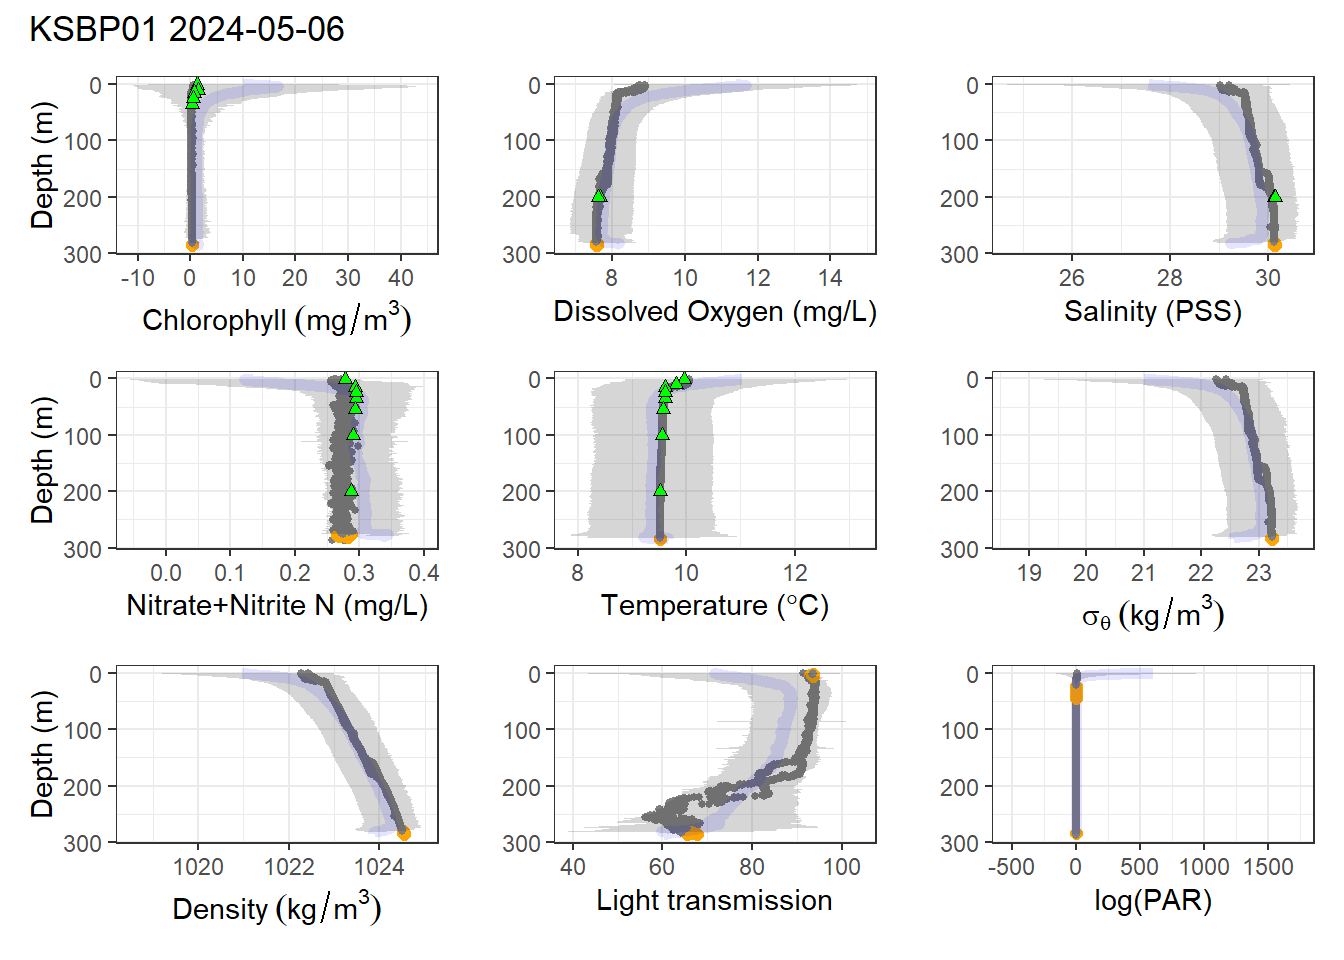 KSBP01 2024-05-06
Depth (m)
0
100
200
300
-10 0 10 20 30 40
Chlorophyll (mg/m³)
0
100
200
300
8 10 12 14
Dissolved Oxygen (mg/L)
0
100
200
300
26 28 30
Salinity (PSS)
Depth (m)
0
100
200
300
0.0 0.1 0.2 0.3 0.4
Nitrate+Nitrite N (mg/L)
0
100
200
300
8 10 12
Temperature (°C)
0
100
200
300
19 20 21 22 23
σθ (kg/m³)
Depth (m)
0
100
200
300
1020 1022 1024
Density (kg/m³)
0
100
200
300
40 60 80 100
Light transmission
0
100
200
300
-500 0 500 1000 1500
log(PAR)